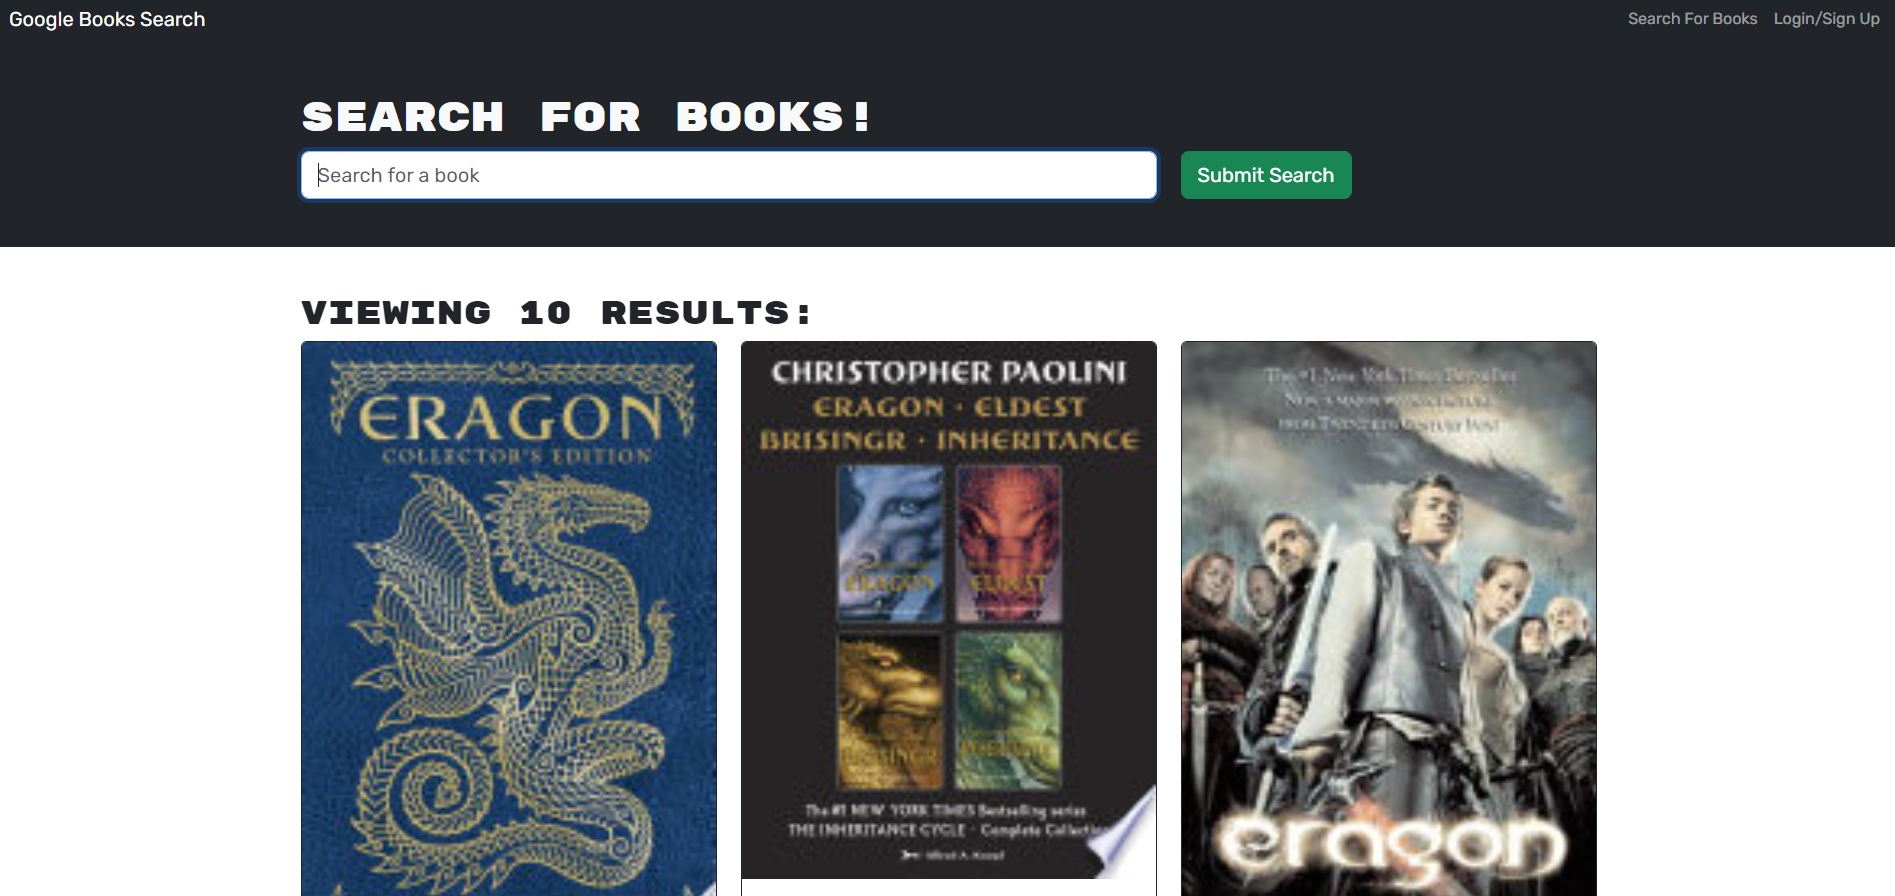 Google Books Search
Search For Books Login/Sign Up
SEARCH FOR BOOKS!
Search for a book
Submit Search
VIEWING 10 RESULTS:
ERAGON
COLLECTOR'S EDITION
CHRISTOPHER PAOLINI
ERAGON · ELDEST
BRISINGR · INHERITANCE
ERAGON
ELDEST
BRISINGR
The #1 NEW YORK TIMES Bestselling series
THE INHERITANCE CYCLE · Complete Collection
Alfred A. Knopf
The #1 New York Times Bestseller
NOW A MAJOR MOTION PICTURE
FROM TWENTIETH CENTURY FOX!
eragon